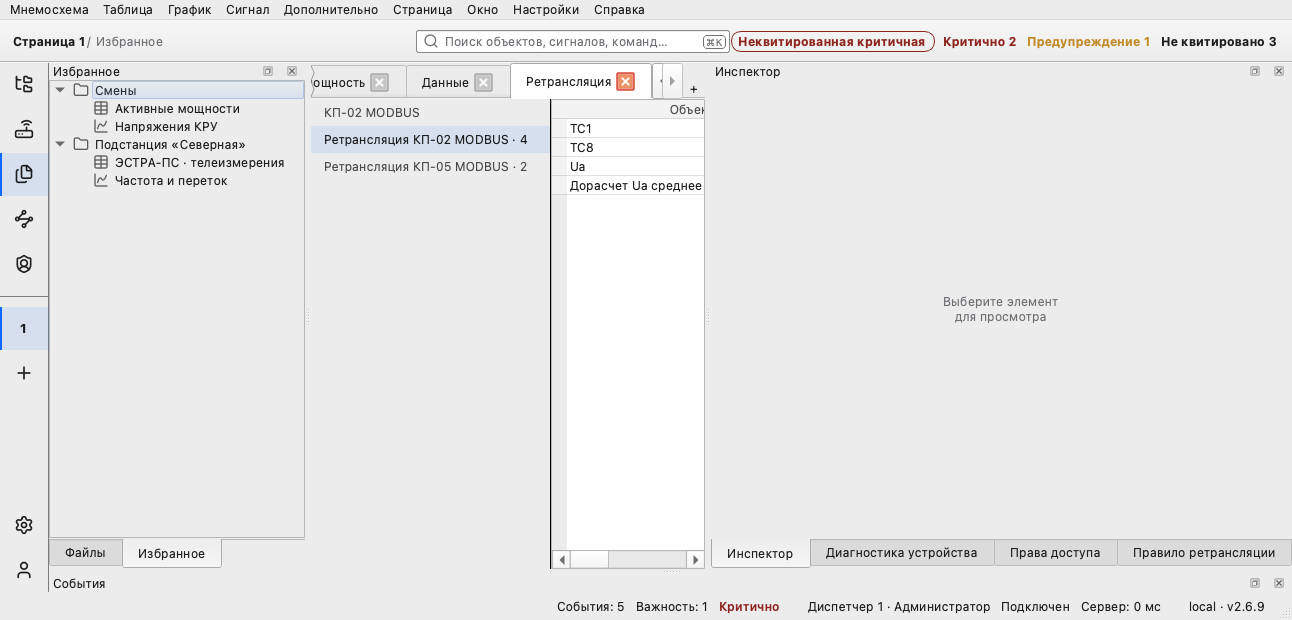 Мнемосхема Таблица График Сигнал Дополнительно Страница Окно Настройки Справка
Страница 1 / Избранное
Поиск объектов, сигналов, команд... ⌘K
Неквитированная критичная Критично 2 Предупреждение 1 Не квитировано 3
Избранное
Смены
Активные мощности
Напряжения КРУ
Подстанция «Северная»
ЭСТРА-ПС · телеизмерения
Частота и переток
Файлы Избранное
1
ощность Данные Ретрансляция +
КП-02 MODBUS
Ретрансляция КП-02 MODBUS · 4
Ретрансляция КП-05 MODBUS · 2
Объек
ТС1
ТС8
Ua
Дорасчет Ua среднее
Инспектор
Выберите элемент
для просмотра
Инспектор Диагностика устройства Права доступа Правило ретрансляции
События
События: 5 Важность: 1 Критично Диспетчер 1 · Администратор Подключен Сервер: 0 мс local · v2.6.9